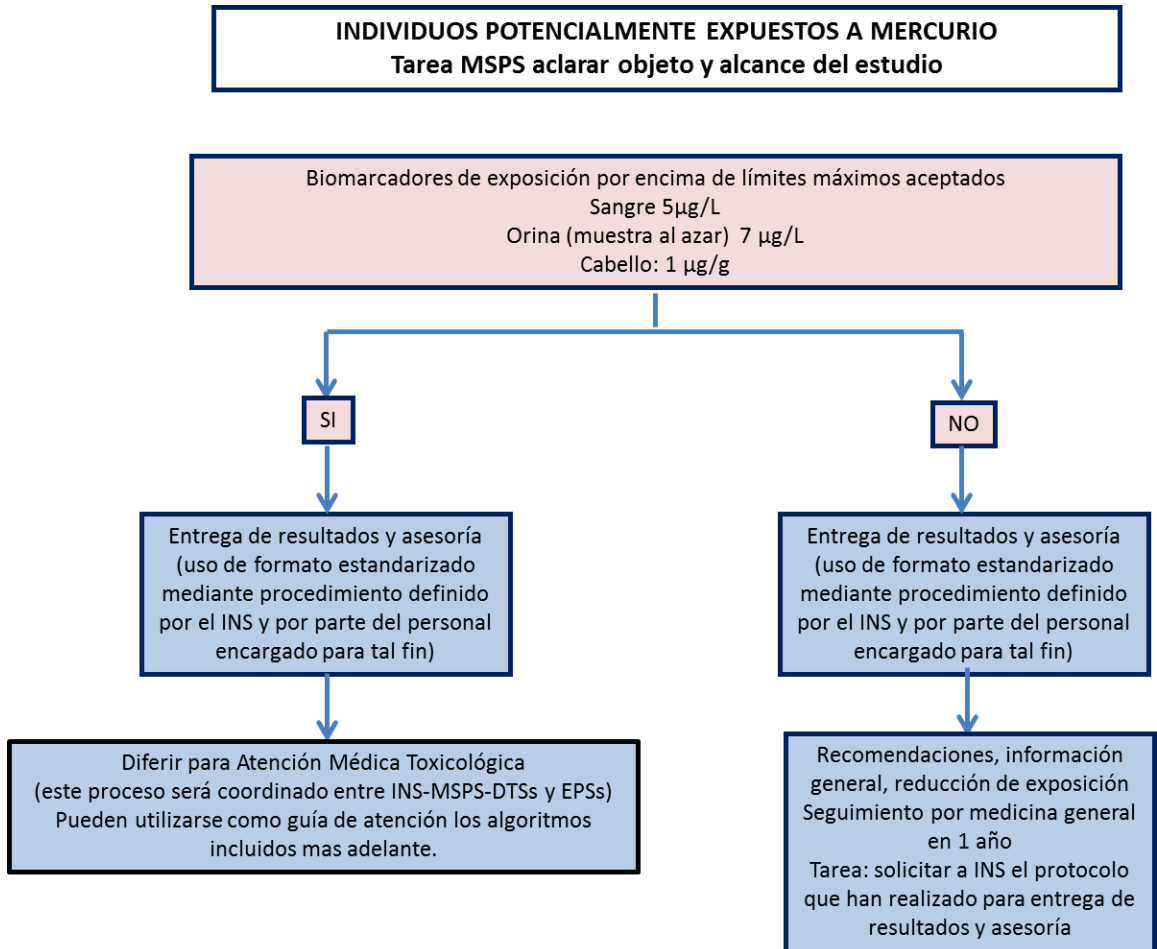 INDIVIDUOS POTENCIALMENTE EXPUESTOS A MERCURIO
Tarea MSPS aclarar objeto y alcance del estudio
Biomarcadores de exposición por encima de límites máximos aceptados
Sangre 5µg/L
Orina (muestra al azar) 7 µg/L
Cabello: 1 µg/g
SI
NO
Entrega de resultados y asesoría
(uso de formato estandarizado
mediante procedimiento definido
por el INS y por parte del personal
encargado para tal fin)
Entrega de resultados y asesoría
(uso de formato estandarizado
mediante procedimiento definido
por el INS y por parte del personal
encargado para tal fin)
Diferir para Atención Médica Toxicológica
(este proceso será coordinado entre INS-MSPS-DTSs y EPSs)
Pueden utilizarse como guía de atención los algoritmos
incluidos mas adelante.
Recomendaciones, información
general, reducción de exposición
Seguimiento por medicina general
en 1 año
Tarea: solicitar a INS el protocolo
que han realizado para entrega de
resultados y asesoría